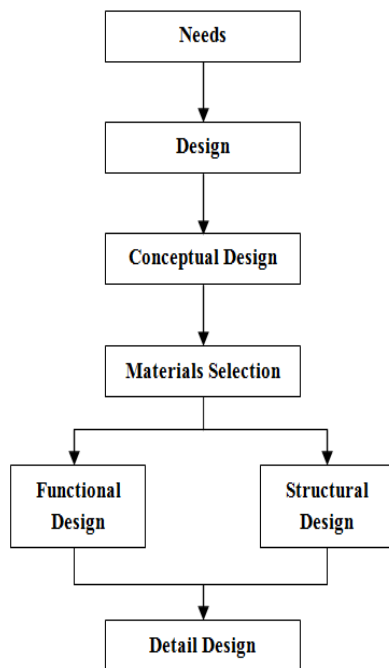 Needs
Design
Conceptual Design
Materials Selection
Functional
Design
Structural
Design
Detail Design